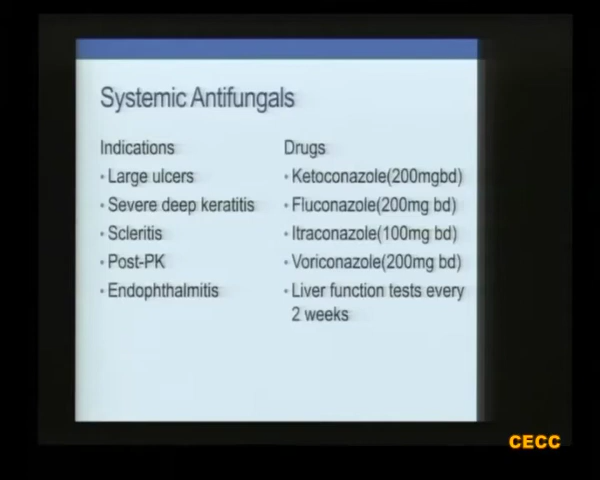 Systemic Antifungals
Indications
• Large ulcers
• Severe deep keratitis
• Scleritis
• Post-PK
• Endophthalmitis
Drugs
• Ketoconazole(200mgbd)
• Fluconazole(200mg bd)
• Itraconazole(100mg bd)
• Voriconazole(200mg bd)
• Liver function tests every
2 weeks
CECC